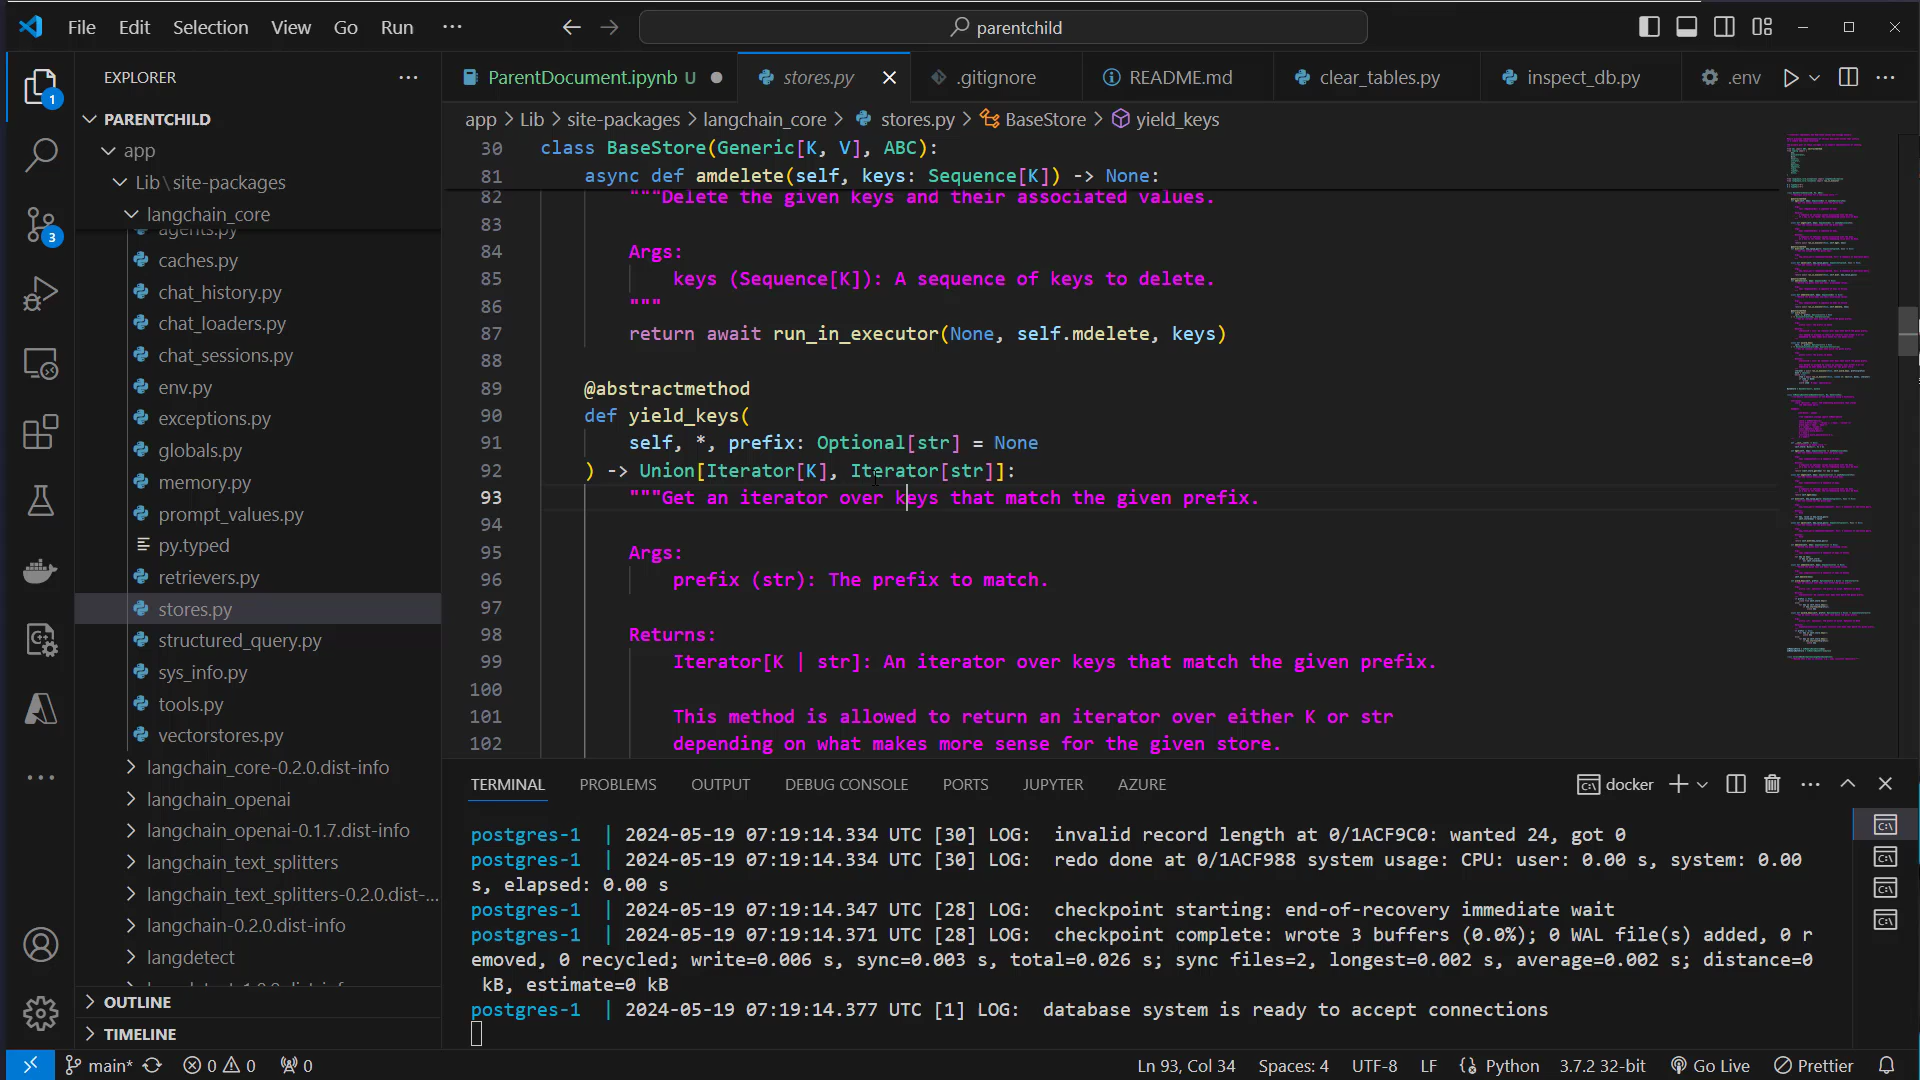 File Edit Selection View Go Run ··· parentchild
EXPLORER ···
PARENTCHILD
app
Lib\site-packages
langchain_core
agents.py
caches.py
chat_history.py
chat_loaders.py
chat_sessions.py
env.py
exceptions.py
globals.py
memory.py
prompt_values.py
py.typed
retrievers.py
stores.py
structured_query.py
sys_info.py
tools.py
vectorstores.py
langchain_core-0.2.0.dist-info
langchain_openai
langchain_openai-0.1.7.dist-info
langchain_text_splitters
langchain_text_splitters-0.2.0.dist-...
langchain-0.2.0.dist-info
langdetect
OUTLINE
TIMELINE
1
3
ParentDocument.ipynb U stores.py .gitignore README.md clear_tables.py inspect_db.py .env
app > Lib > site-packages > langchain_core > stores.py > BaseStore > yield_keys
30 class BaseStore(Generic[K, V], ABC):
81 async def amdelete(self, keys: Sequence[K]) -> None:
82 """Delete the given keys and their associated values.
83
84 Args:
85 keys (Sequence[K]): A sequence of keys to delete.
86 """
87 return await run_in_executor(None, self.mdelete, keys)
88
89 @abstractmethod
90 def yield_keys(
91 self, *, prefix: Optional[str] = None
92 ) -> Union[Iterator[K], Iterator[str]]:
93 """Get an iterator over keys that match the given prefix.
94
95 Args:
96 prefix (str): The prefix to match.
97
98 Returns:
99 Iterator[K | str]: An iterator over keys that match the given prefix.
100
101 This method is allowed to return an iterator over either K or str
102 depending on what makes more sense for the given store.
TERMINAL PROBLEMS OUTPUT DEBUG CONSOLE PORTS JUPYTER AZURE docker
postgres-1 | 2024-05-19 07:19:14.334 UTC [30] LOG: invalid record length at 0/1ACF9C0: wanted 24, got 0
postgres-1 | 2024-05-19 07:19:14.334 UTC [30] LOG: redo done at 0/1ACF988 system usage: CPU: user: 0.00 s, system: 0.00
s, elapsed: 0.00 s
postgres-1 | 2024-05-19 07:19:14.347 UTC [28] LOG: checkpoint starting: end-of-recovery immediate wait
postgres-1 | 2024-05-19 07:19:14.371 UTC [28] LOG: checkpoint complete: wrote 3 buffers (0.0%); 0 WAL file(s) added, 0 r
emoved, 0 recycled; write=0.006 s, sync=0.003 s, total=0.026 s; sync files=2, longest=0.002 s, average=0.002 s; distance=0
kB, estimate=0 kB
postgres-1 | 2024-05-19 07:19:14.377 UTC [1] LOG: database system is ready to accept connections
main* 0 0 0 Ln 93, Col 34 Spaces: 4 UTF-8 LF Python 3.7.2 32-bit Go Live Prettier